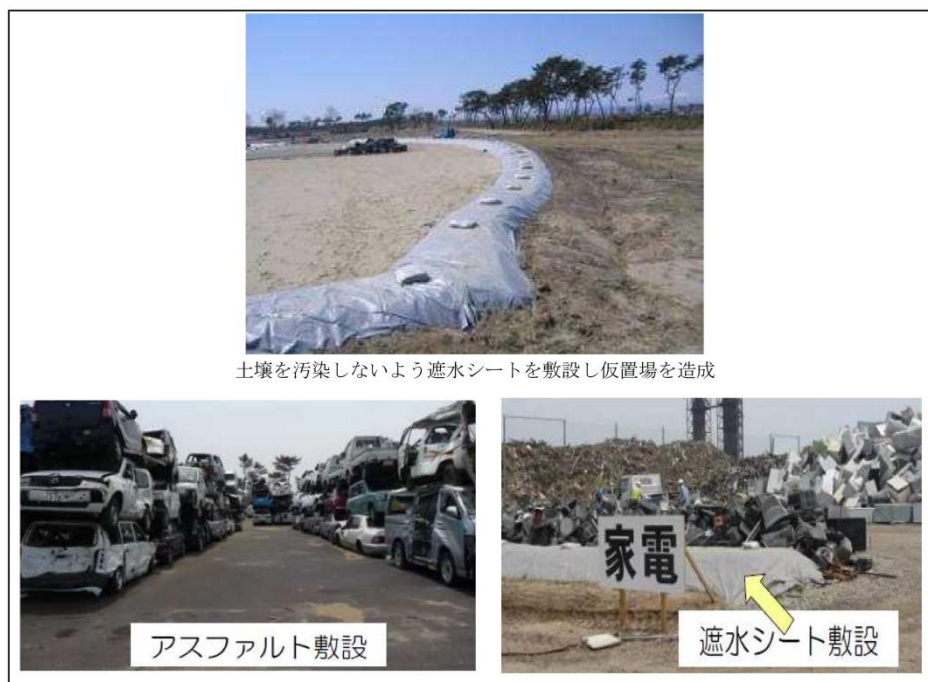 土壌を汚染しないよう遮水シートを敷設し仮置場を造成
アスファルト敷設
家電
遮水シート敷設